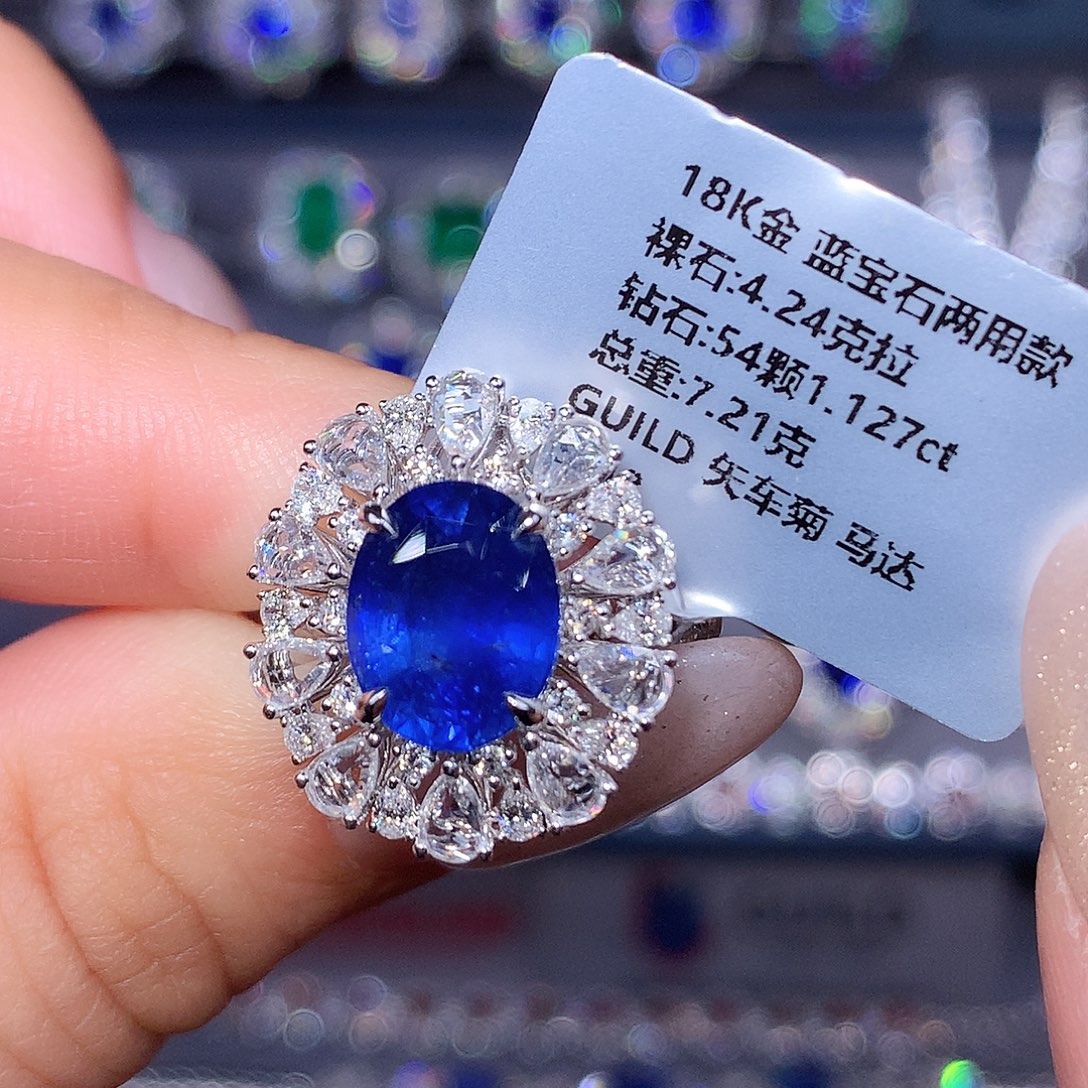 18K金 蓝宝石两用款
裸石:4.24克拉
钻石:54颗1.127ct
总重:7.21克
GUILD 矢车菊 马达